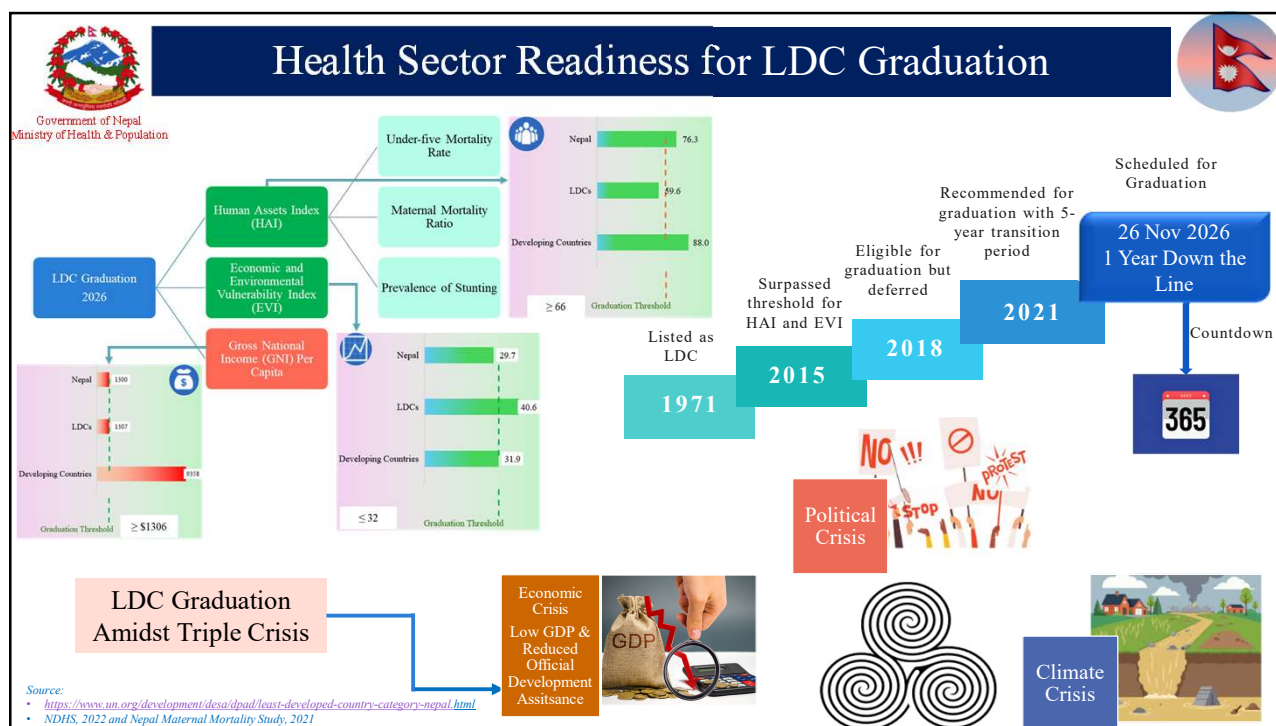 Health Sector Readiness for LDC Graduation
Government of Nepal
Ministry of Health & Population
LDC Graduation
2026
Human Assets Index
(HAI)
Economic and
Environmental
Vulnerability Index
(EVI)
Gross National
Income (GNI) Per
Capita
Under-five Mortality
Rate
Maternal Mortality
Ratio
Prevalence of Stunting
Nepal
76.3
LDCs
59.6
Developing Countries
88.0
≥ 66
Graduation Threshold
Nepal
29.7
LDCs
40.6
Developing Countries
31.9
≤ 32
Graduation Threshold
Nepal
1300
LDCs
1307
Developing Countries
9350
Graduation Threshold
≥ $1306
Listed as
LDC
1971
Surpassed
threshold for
HAI and EVI
2015
Eligible for
graduation but
deferred
2018
Recommended for
graduation with 5-
year transition
period
2021
Scheduled for
Graduation
26 Nov 2026
1 Year Down the
Line
Countdown
365
LDC Graduation
Amidst Triple Crisis
Economic
Crisis
Low GDP &
Reduced
Official
Development
Assitsance
GDP
Political
Crisis
NO !!!
PROTEST
STOP
NO
Climate
Crisis
Source:
• https://www.un.org/development/desa/dpad/least-developed-country-category-nepal.html
• NDHS, 2022 and Nepal Maternal Mortality Study, 2021